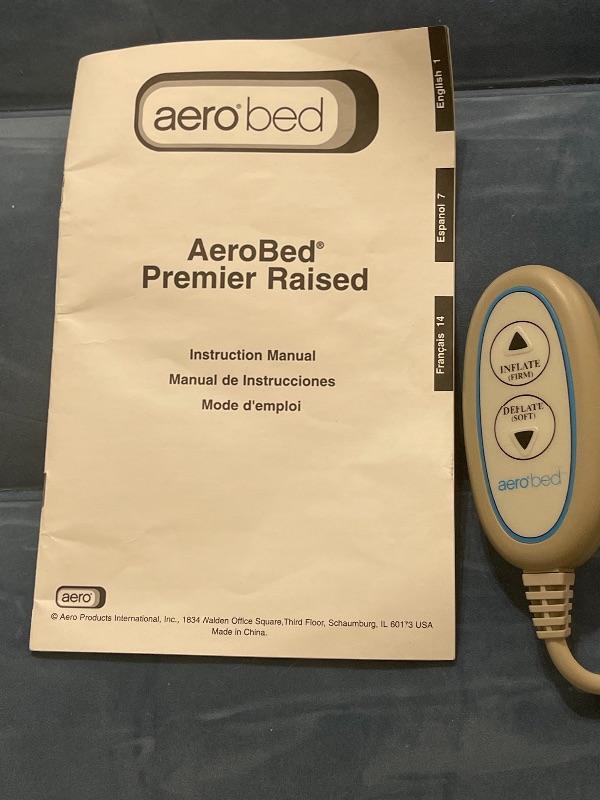 aero® bed
English 1
Espanol 7
Français 14
AeroBed®
Premier Raised
Instruction Manual
Manual de Instrucciones
Mode d'emploi
aero®
© Aero Products International, Inc., 1834 Walden Office Square,Third Floor, Schaumburg, IL 60173 USA
Made in China.
INFLATE
(FIRM)
DEFLATE
(SOFT)
aero® bed™